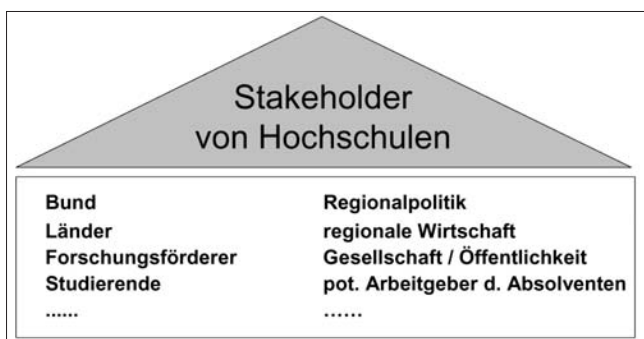 Stakeholder
von Hochschulen
Bund
Länder
Forschungsförderer
Studierende
......
Regionalpolitik
regionale Wirtschaft
Gesellschaft / Öffentlichkeit
pot. Arbeitgeber d. Absolventen
......